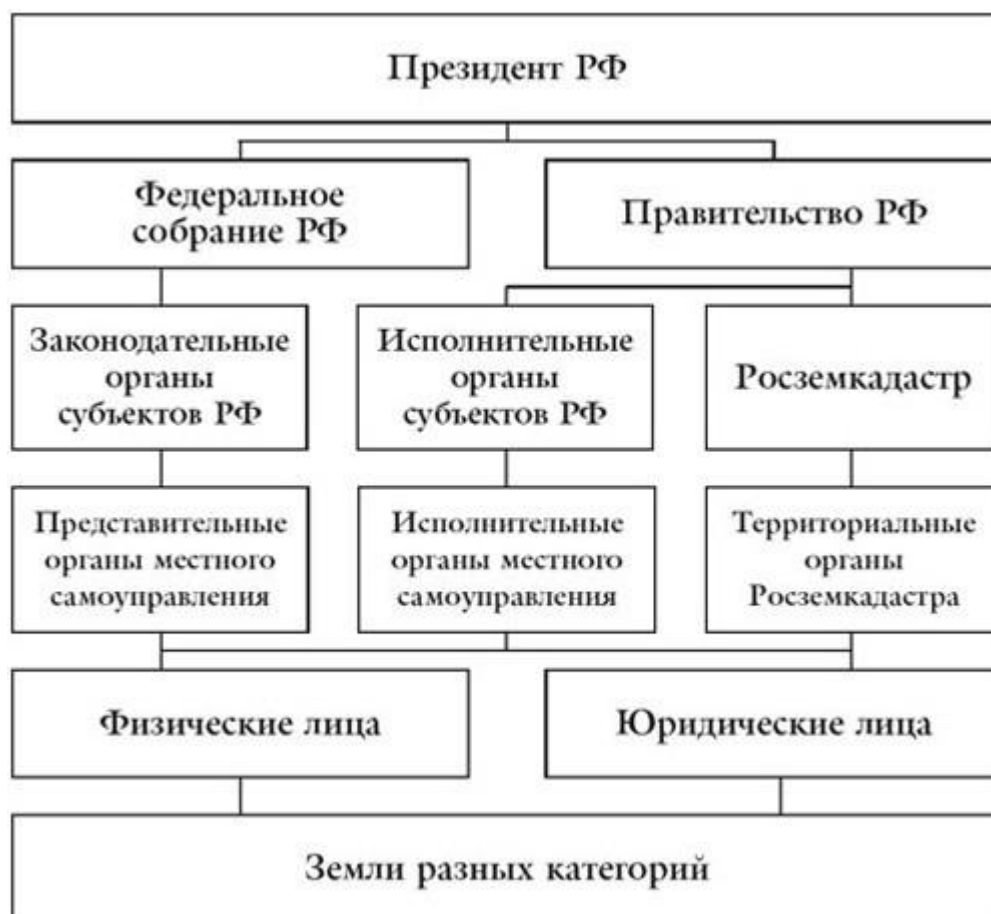 Президент РФ
Федеральное
собрание РФ
Правительство РФ
Законодательные
органы
субъектов РФ
Исполнительные
органы
субъектов РФ
Росземкадастр
Представительные
органы местного
самоуправления
Исполнительные
органы местного
самоуправления
Территориальные
органы
Росземкадастра
Физические лица
Юридические лица
Земли разных категорий